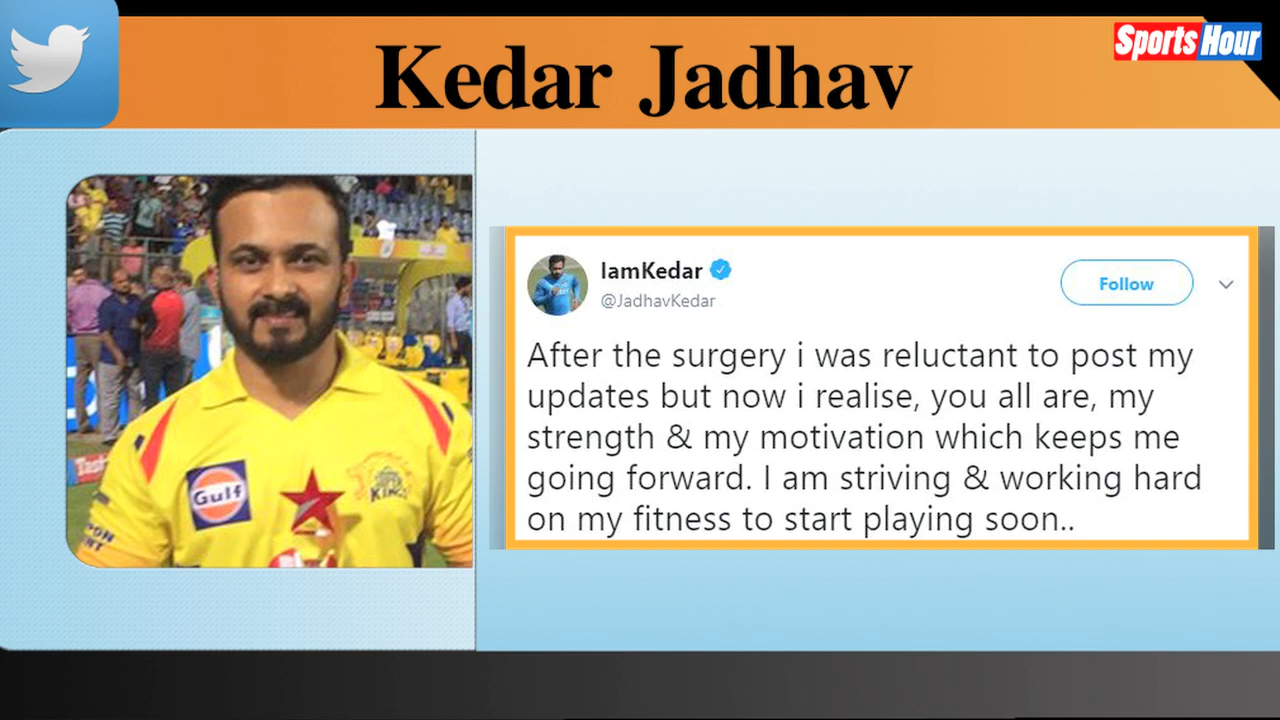 Kedar Jadhav
Sports Hour
Gulf
KINGS
IamKedar
@JadhavKedar
Follow
After the surgery i was reluctant to post my
updates but now i realise, you all are, my
strength & my motivation which keeps me
going forward. I am striving & working hard
on my fitness to start playing soon..